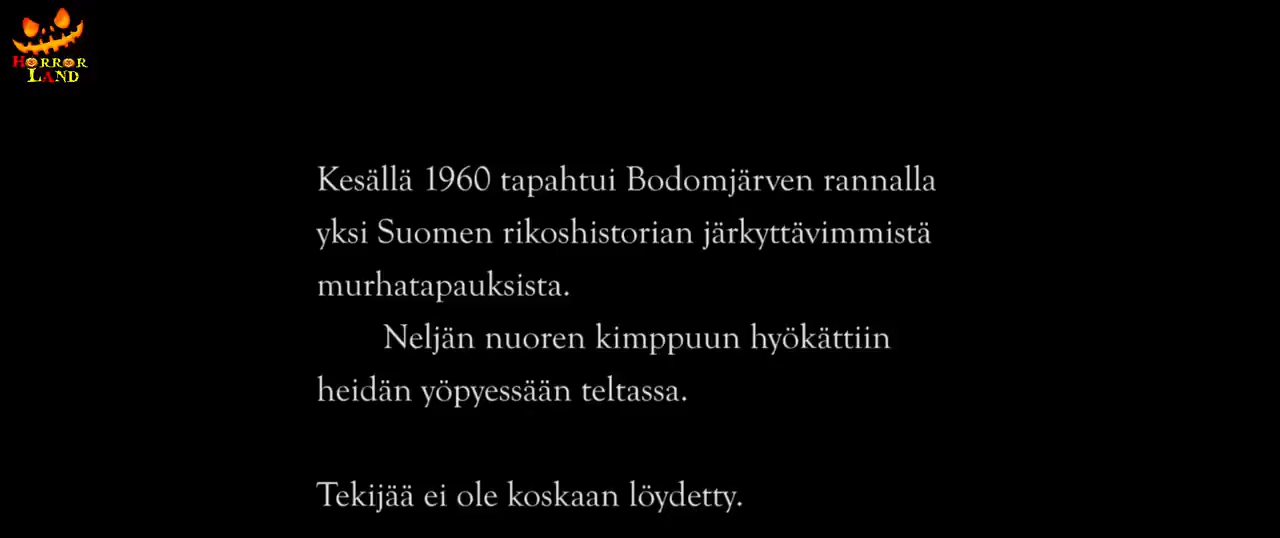 HORROR
LAND
Kesällä 1960 tapahtui Bodomjärven rannalla
yksi Suomen rikoshistorian järkyttävimmistä
murhatapauksista.
Neljän nuoren kimppuun hyökättiin
heidän yöpyessään teltassa.
Tekijää ei ole koskaan löydetty.